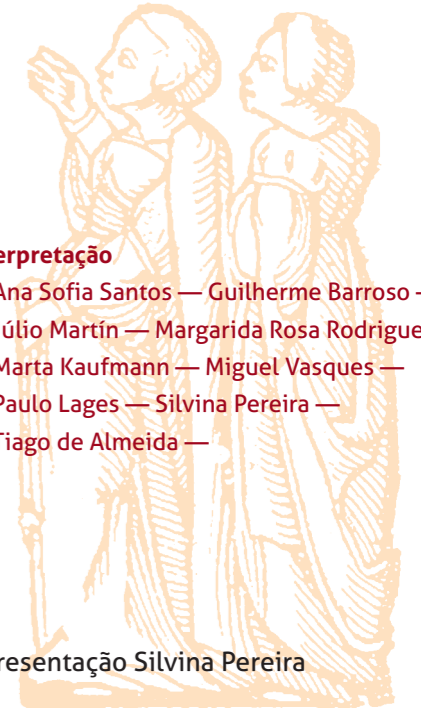 erpretação
Ana Sofia Santos — Guilherme Barroso —
úlio Martín — Margarida Rosa Rodrigue
Marta Kaufmann — Miguel Vasques —
Paulo Lages — Silvina Pereira —
Tiago de Almeida —
resentação Silvina Pereira